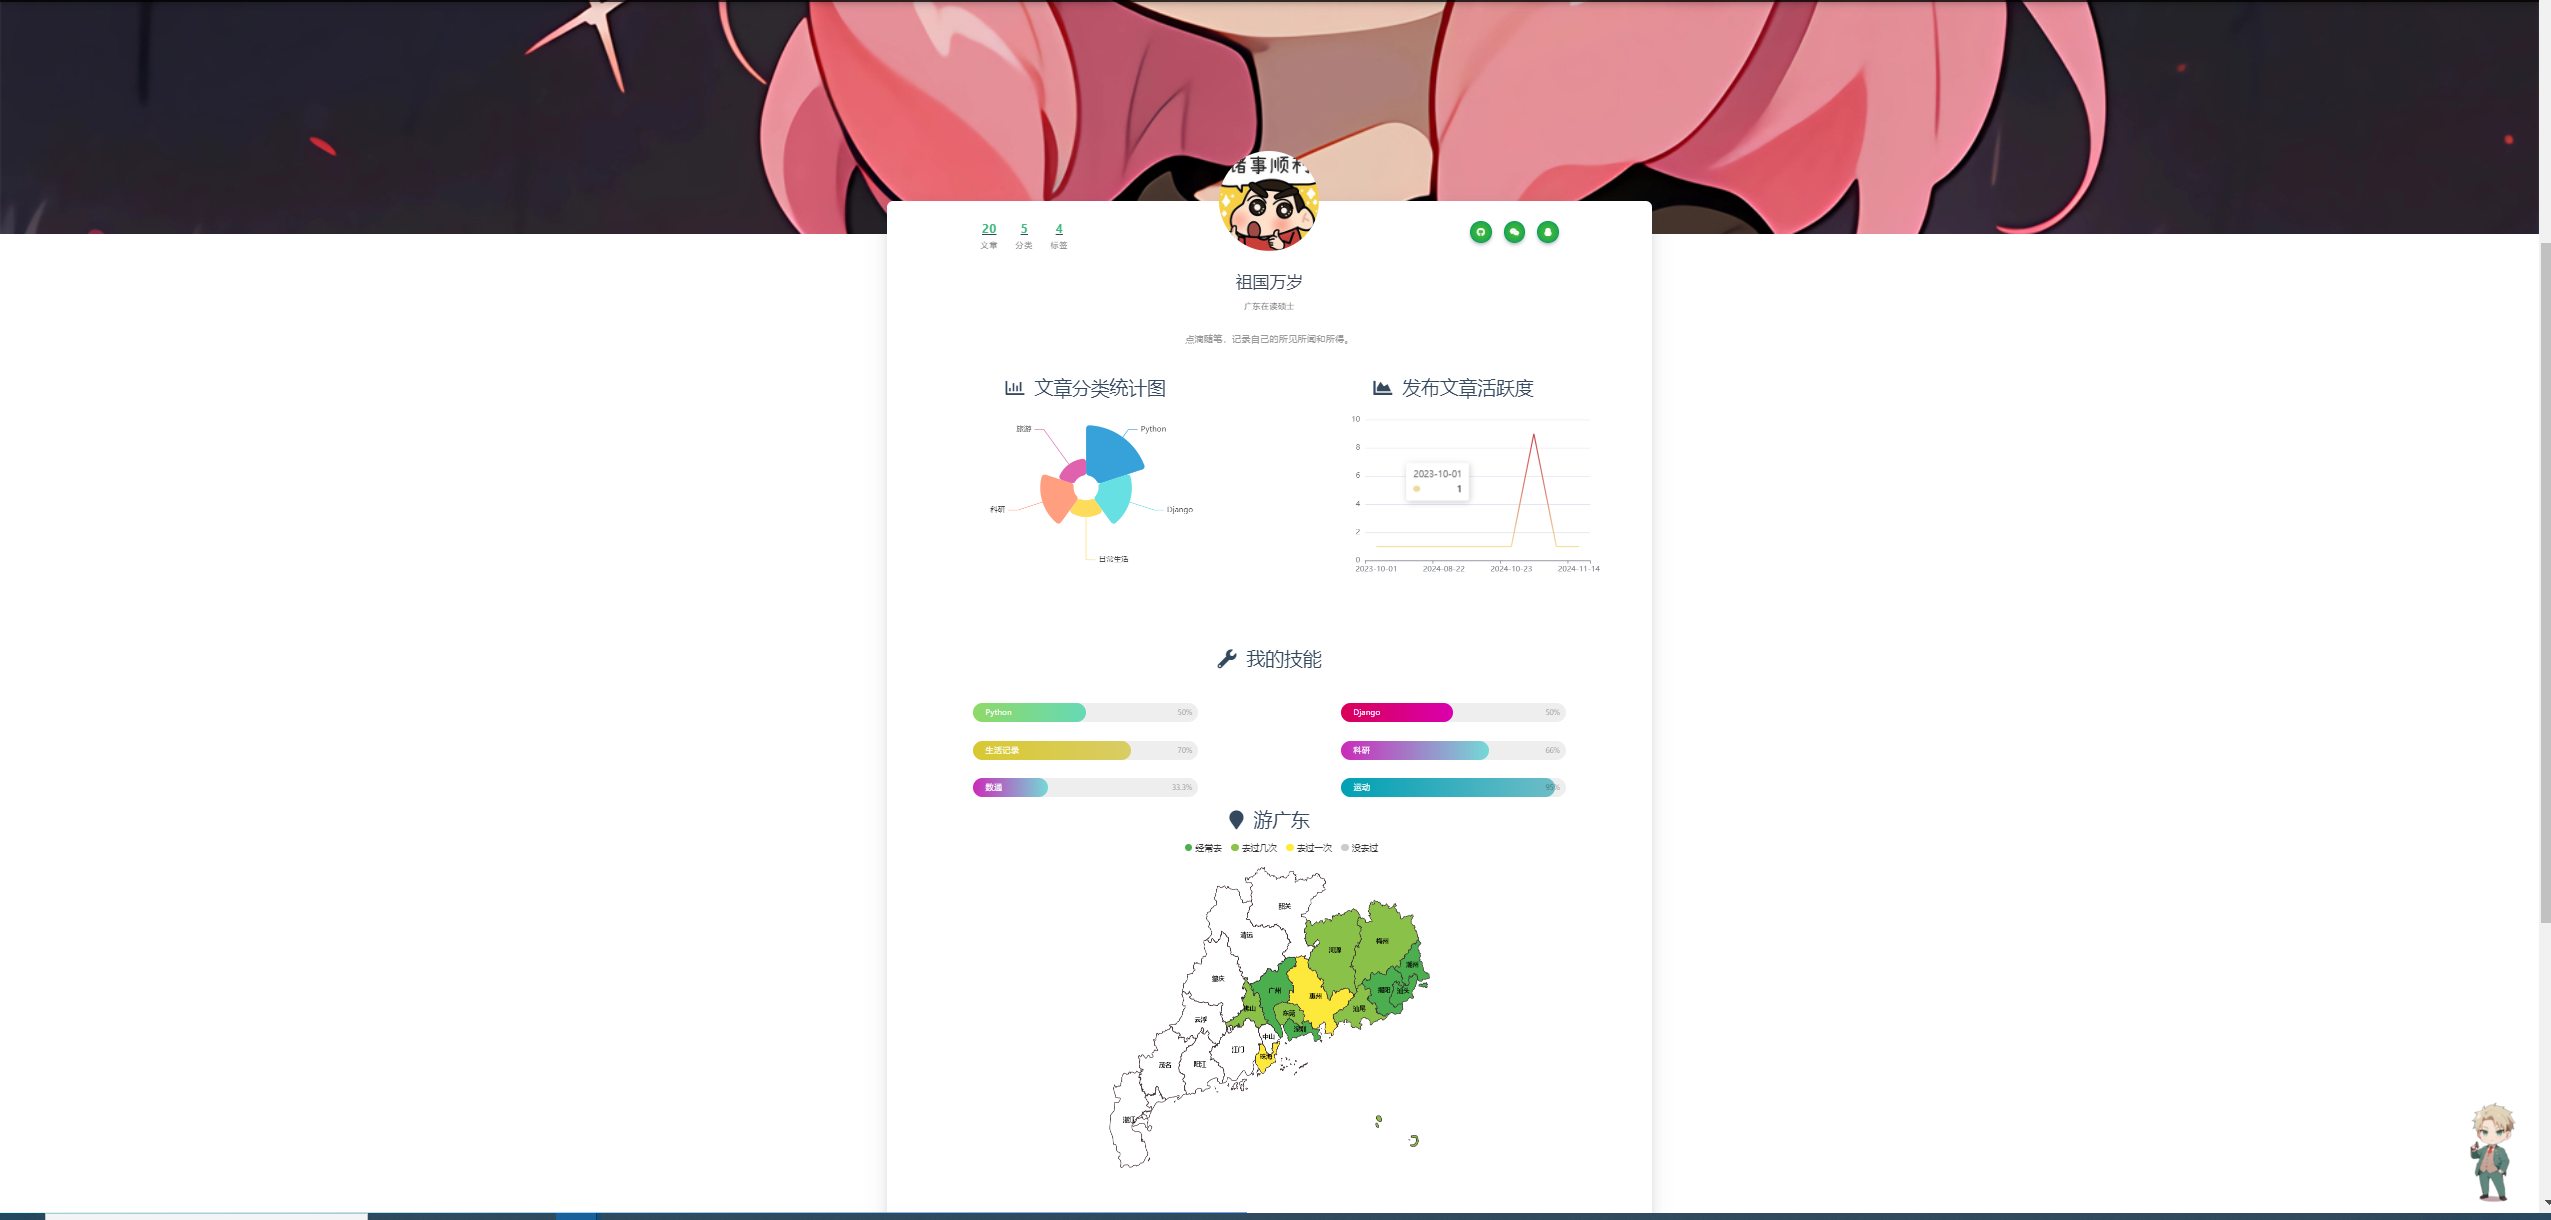 诸事顺利
20 5 4
文章 分类 标签
祖国万岁
广东在读硕士
点滴随笔、记录自己的所见所闻和所得。
文章分类统计图
旅游
Python
科研
Django
日常生活
发布文章活跃度
10
8
6
4
2
0
2023-10-01
1
2023-10-01 2024-08-22 2024-10-23 2024-11-14
我的技能
Python 50%
Django 50%
生活记录 70%
科研 66%
数通 33.3%
运动 95%
游广东
经常去 去过几次 去过一次 没去过
韶关
清远
河源
梅州
潮州
肇庆
广州
惠州
揭阳
汕头
佛山
东莞
汕尾
云浮
深圳
中山
江门
珠海
茂名
阳江
湛江